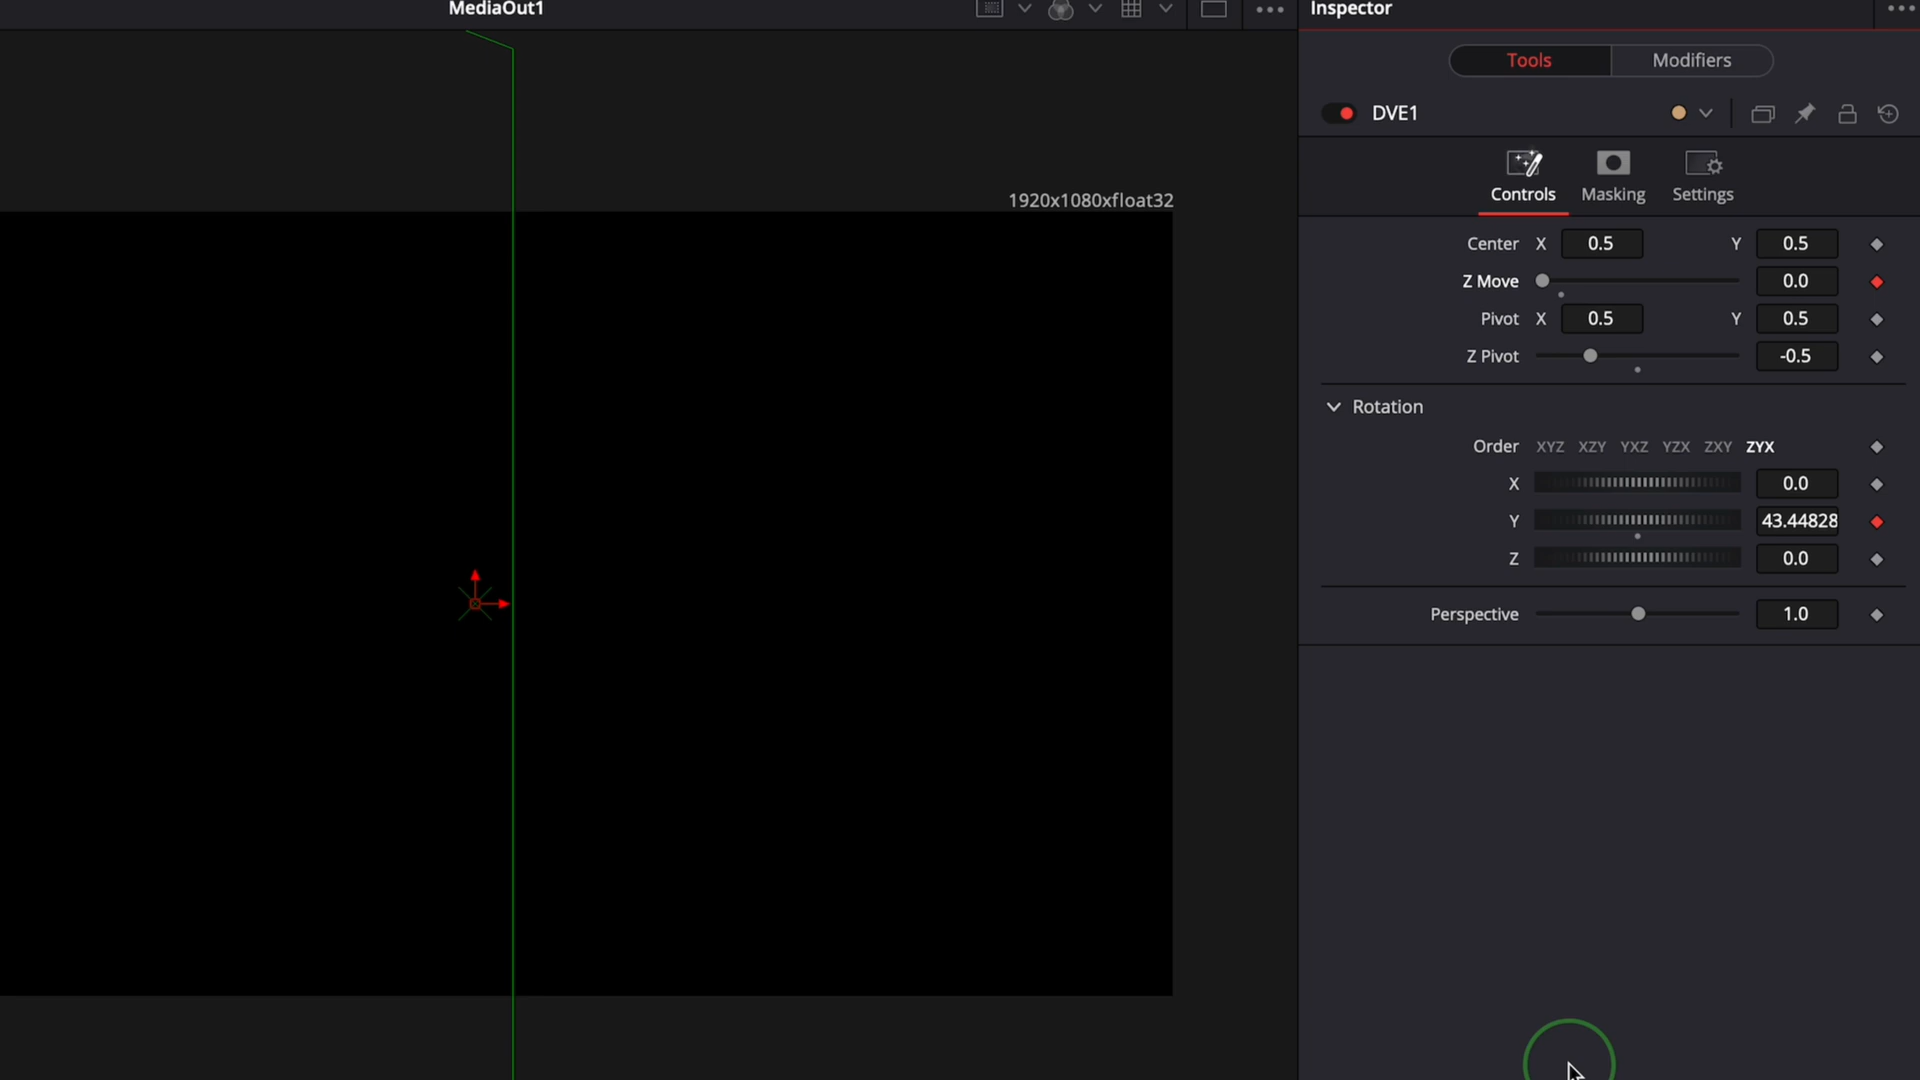 MediaOut1
Inspector
Tools Modifiers
DVE1
1920x1080xfloat32
Controls Masking Settings
Center X 0.5 Y 0.5
Z Move 0.0
Pivot X 0.5 Y 0.5
Z Pivot -0.5
Rotation
Order XYZ XZY YXZ YZX ZXY ZYX
X 0.0
Y 43.44828
Z 0.0
Perspective 1.0